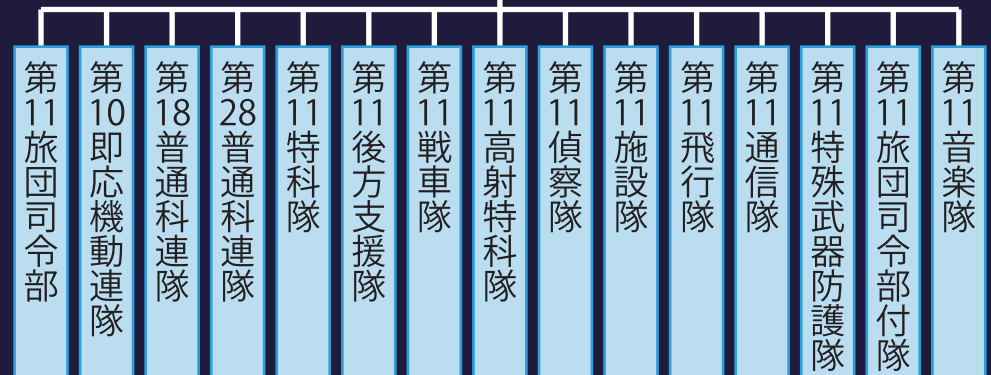 第11旅団司令部
第10即応機動連隊
第18普通科連隊
第28普通科連隊
第11特科隊
第11後方支援隊
第11戦車隊
第11高射特科隊
第11偵察隊
第11施設隊
第11飛行隊
第11通信隊
第11特殊武器防護隊
第11旅団司令部付隊
第11音楽隊